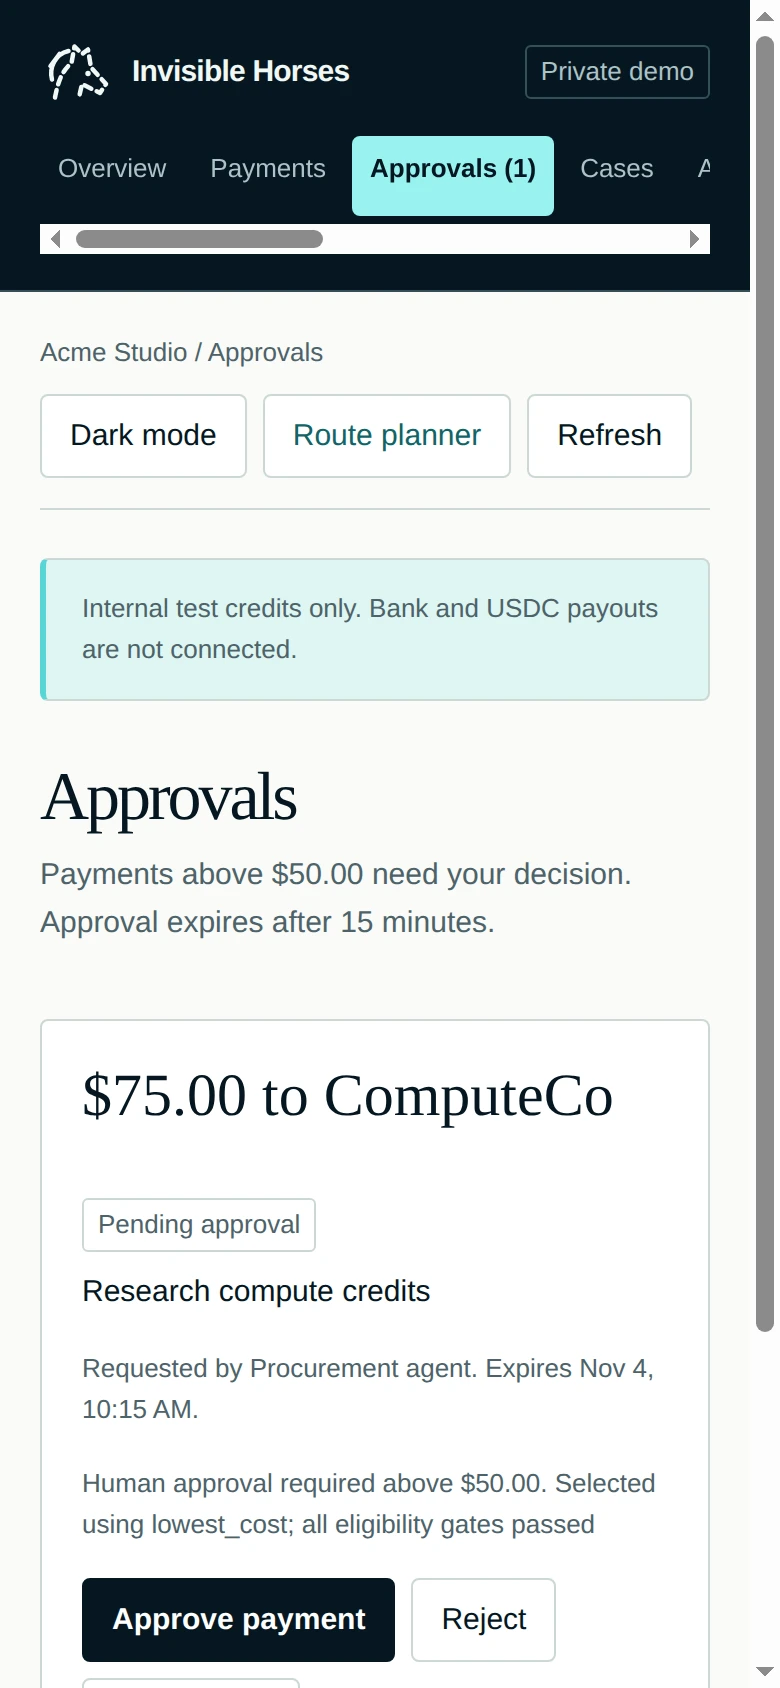 Invisible Horses
Private demo
Overview
Payments
Approvals (1)
Cases
A
Acme Studio / Approvals
Dark mode
Route planner
Refresh
Internal test credits only. Bank and USDC payouts
are not connected.
Approvals
Payments above $50.00 need your decision.
Approval expires after 15 minutes.
$75.00 to ComputeCo
Pending approval
Research compute credits
Requested by Procurement agent. Expires Nov 4,
10:15 AM.
Human approval required above $50.00. Selected
using lowest_cost; all eligibility gates passed
Approve payment
Reject